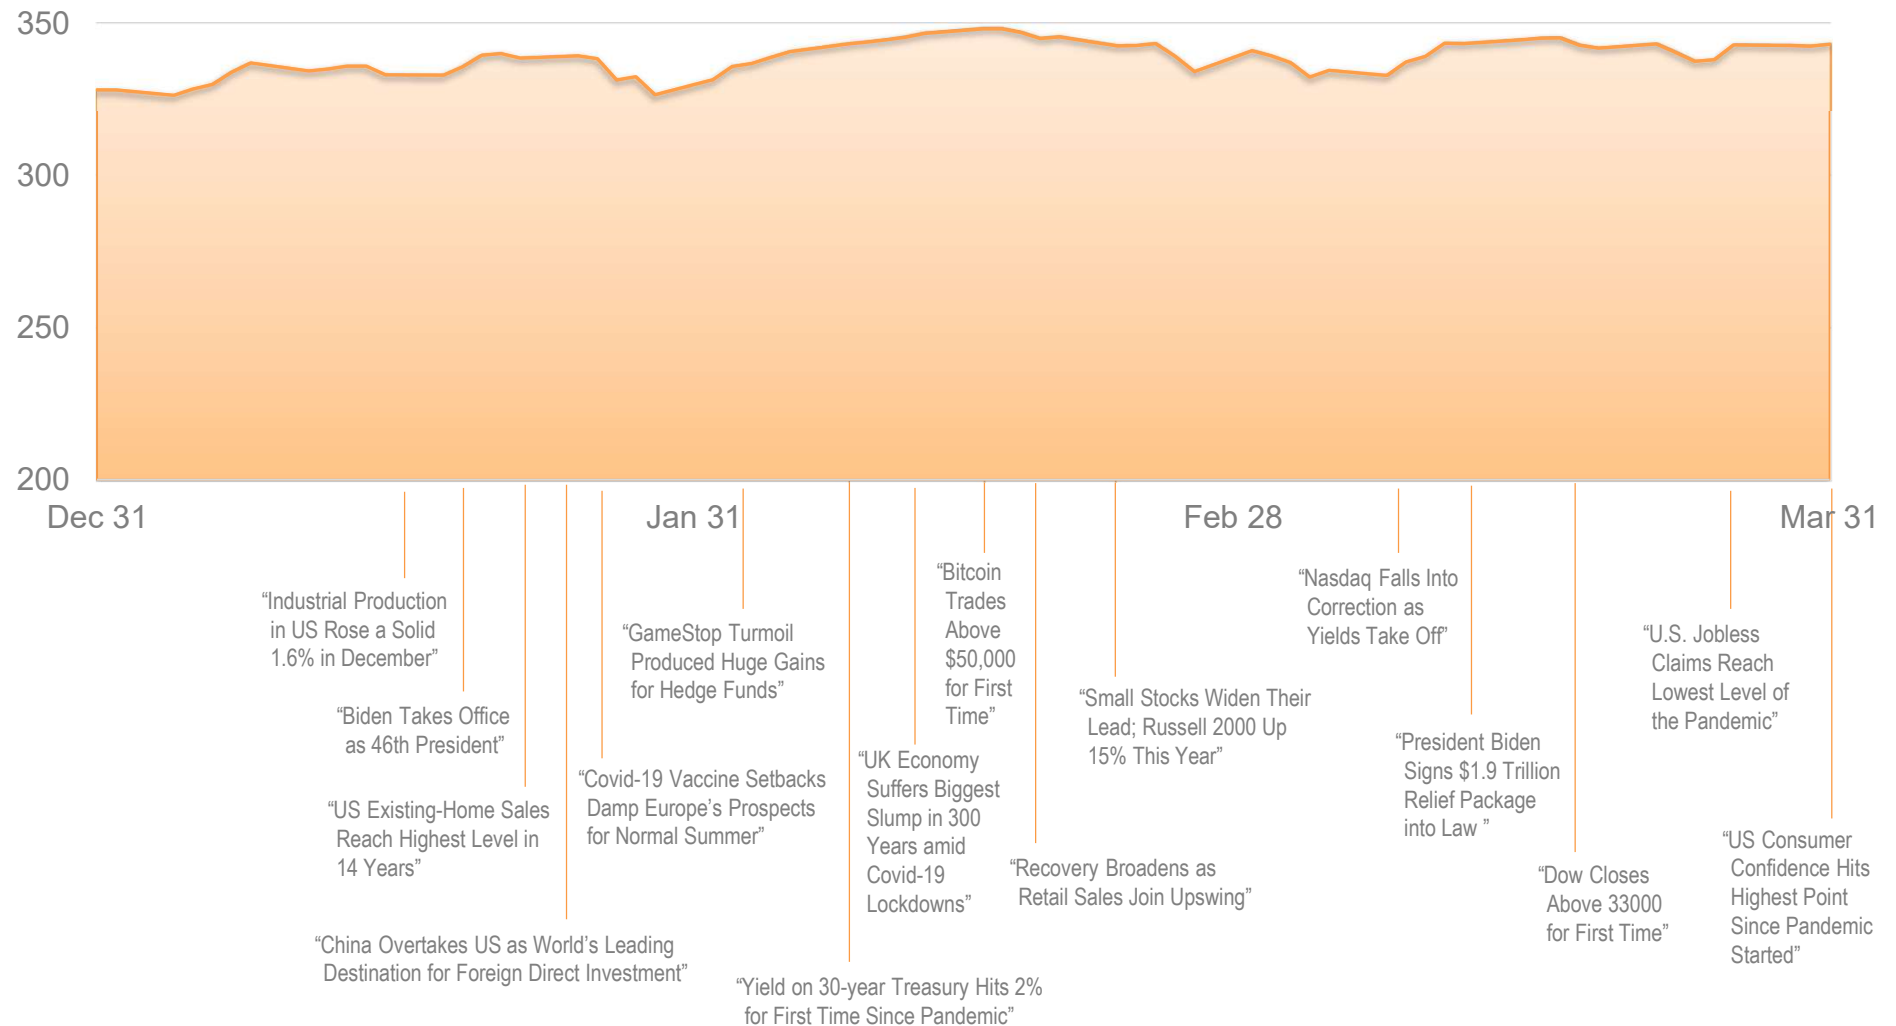 350
300
250
200
Dec 31
Jan 31
Feb 28
Mar 31
“Industrial Production
in US Rose a Solid
1.6% in December”
“Biden Takes Office
as 46th President”
“US Existing-Home Sales
Reach Highest Level in
14 Years”
“China Overtakes US as World’s Leading
Destination for Foreign Direct Investment”
“Covid-19 Vaccine Setbacks
Damp Europe’s Prospects
for Normal Summer”
“GameStop Turmoil
Produced Huge Gains
for Hedge Funds”
“Yield on 30-year Treasury Hits 2%
for First Time Since Pandemic”
“UK Economy
Suffers Biggest
Slump in 300
Years amid
Covid-19
Lockdowns”
“Bitcoin
Trades
Above
$50,000
for First
Time”
“Recovery Broadens as
Retail Sales Join Upswing”
“Small Stocks Widen Their
Lead; Russell 2000 Up
15% This Year”
“Nasdaq Falls Into
Correction as
Yields Take Off”
“President Biden
Signs $1.9 Trillion
Relief Package
into Law ”
“Dow Closes
Above 33000
for First Time”
“U.S. Jobless
Claims Reach
Lowest Level of
the Pandemic”
“US Consumer
Confidence Hits
Highest Point
Since Pandemic
Started”